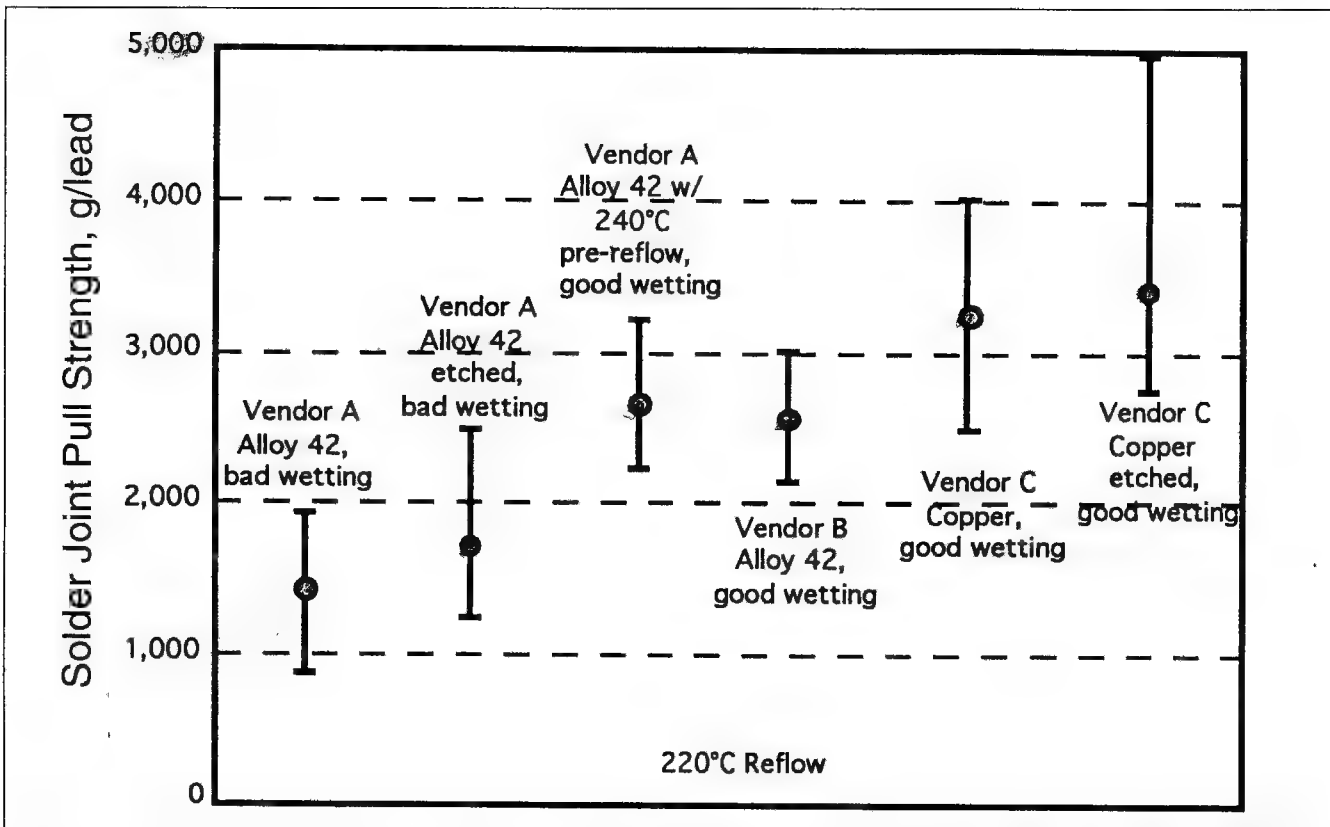 Solder Joint Pull Strength, g/lead
5,000
4,000
3,000
2,000
1,000
0
Vendor A
Alloy 42,
bad wetting
Vendor A
Alloy 42
etched,
bad wetting
Vendor A
Alloy 42 w/
240°C
pre-reflow,
good wetting
Vendor B
Alloy 42,
good wetting
Vendor C
Copper,
good wetting
Vendor C
Copper
etched,
good wetting
220°C Reflow